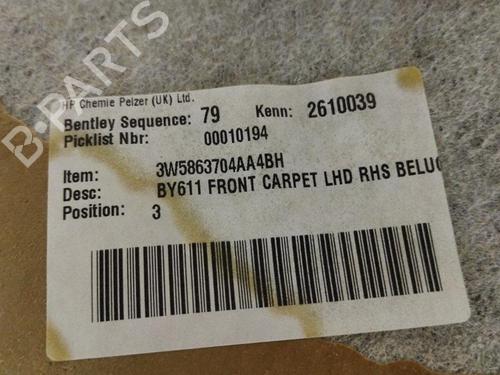 B-PARTS
HP Chemie Pelzer (UK) Ltd.
Bentley Sequence: 79 Kenn: 2610039
Picklist Nbr: 00010194
Item: 3W5863704AA4BH
Desc: BY611 FRONT CARPET LHD RHS BELUG
Position: 3